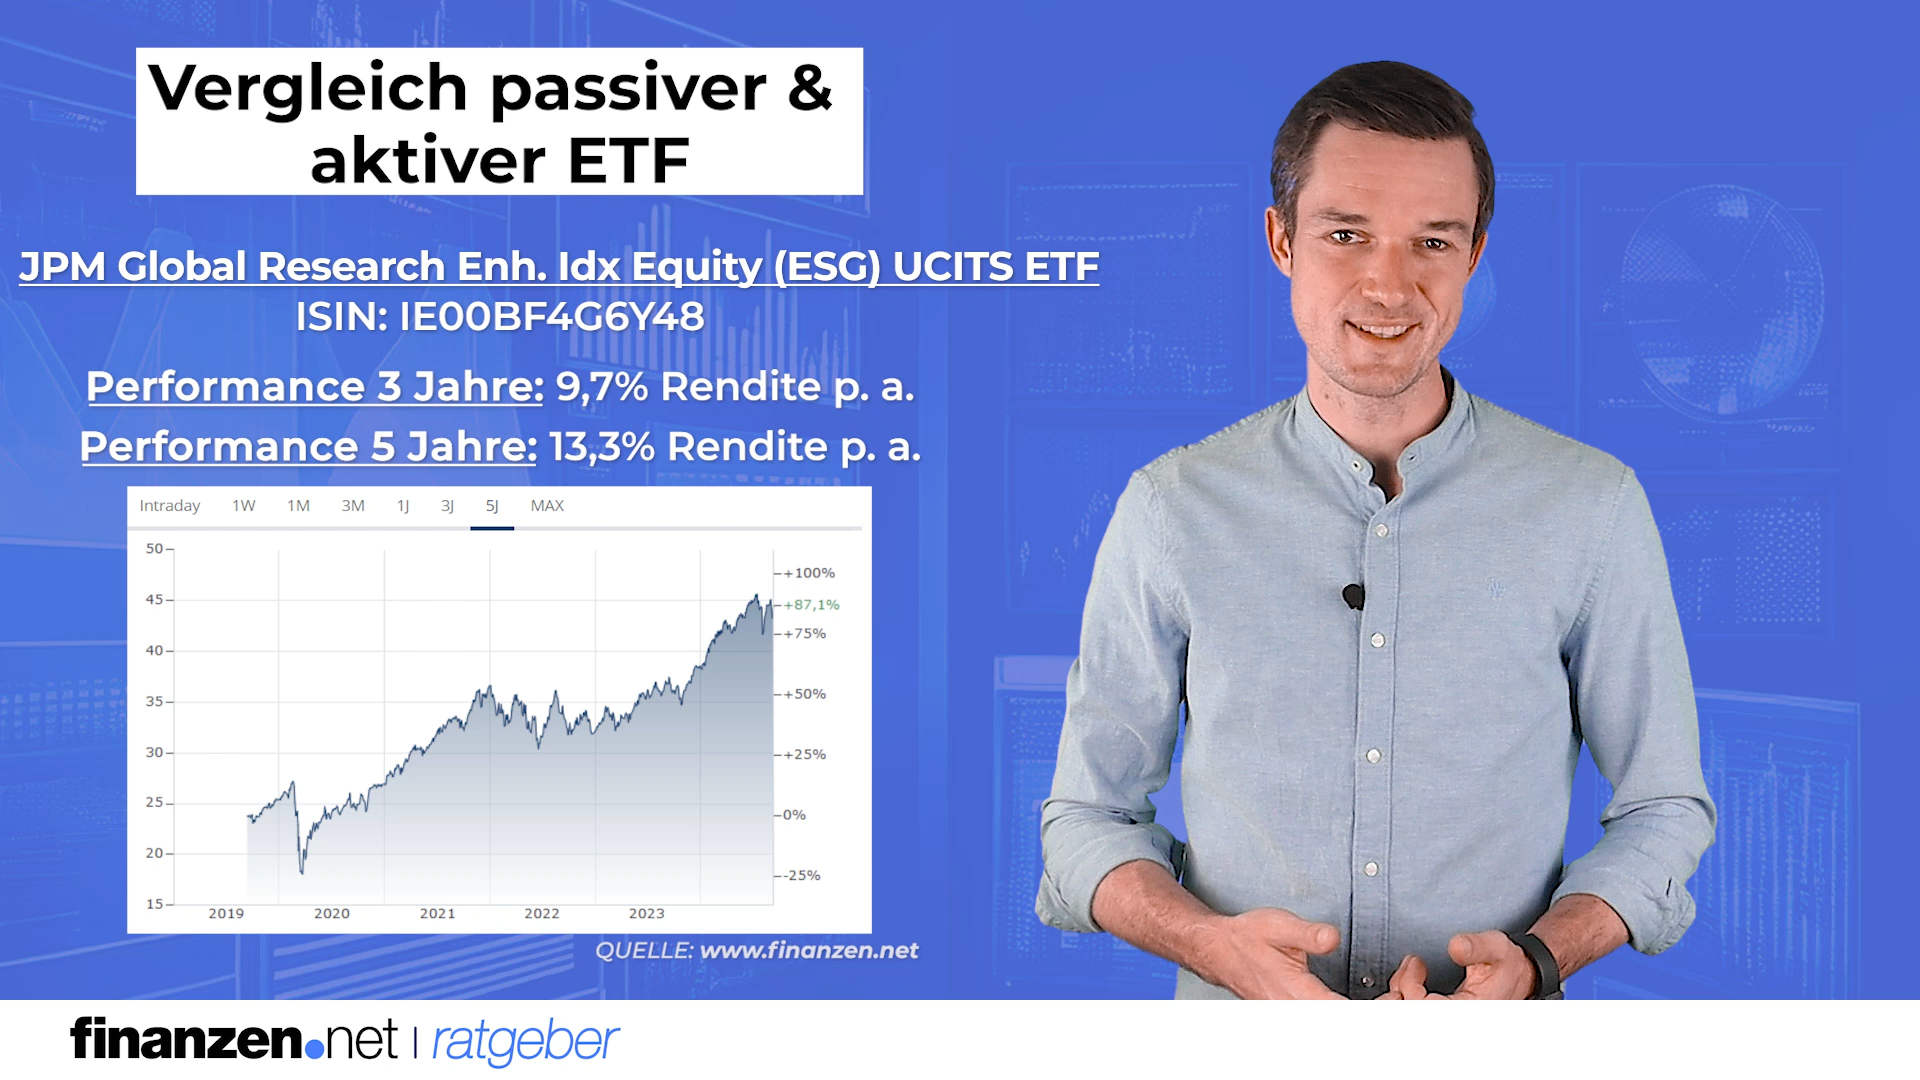 Vergleich passiver &
aktiver ETF
JPM Global Research Enh. Idx Equity (ESG) UCITS ETF
ISIN: IE00BF4G6Y48
Performance 3 Jahre: 9,7% Rendite p. a.
Performance 5 Jahre: 13,3% Rendite p. a.
Intraday 1W 1M 3M 1J 3J 5J MAX
50
45
40
35
30
25
20
15
+100%
+87,1%
+75%
+50%
+25%
0%
-25%
2019 2020 2021 2022 2023
QUELLE: www.finanzen.net
finanzen.net | ratgeber